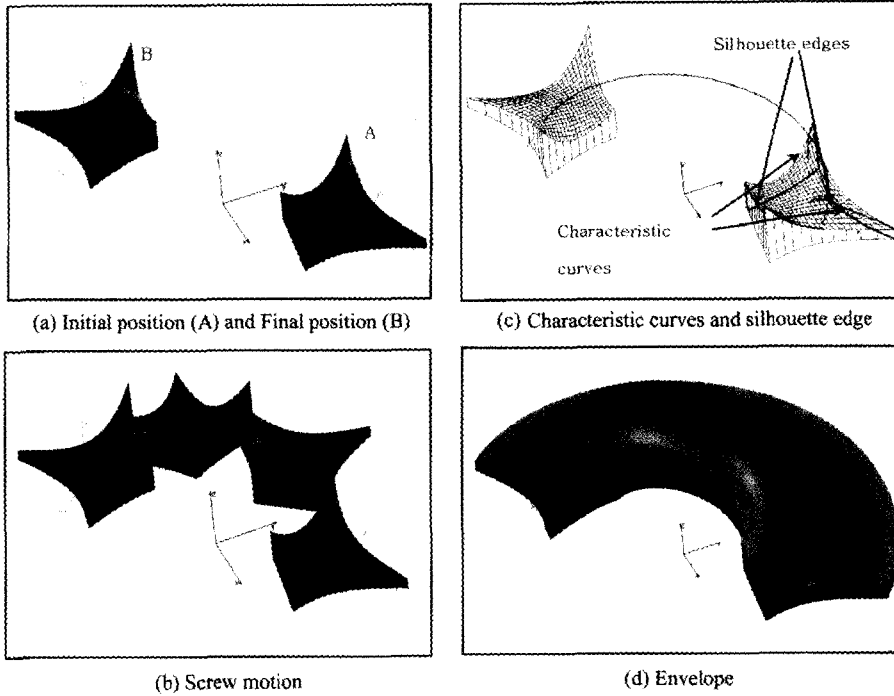 B
A
(a) Initial position (A) and Final position (B)
Silhouette edges
Characteristic
curves
(c) Characteristic curves and silhouette edge
(b) Screw motion
(d) Envelope